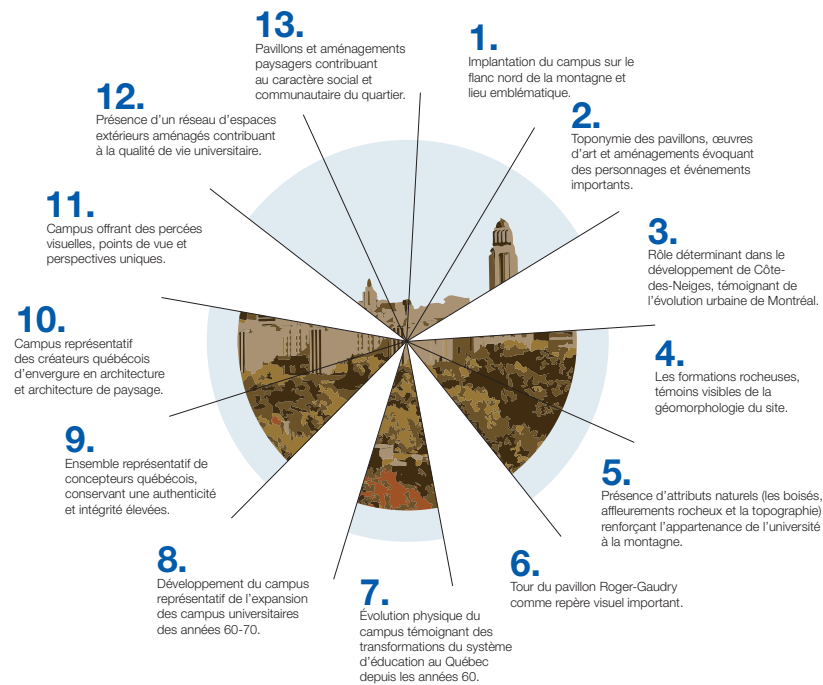 1.
Implantation du campus sur le
flanc nord de la montagne et
lieu emblématique.
2.
Toponymie des pavillons, œuvres
d'art et aménagements évoquant
des personnages et événements
importants.
3.
Rôle déterminant dans le
développement de Côte-
des-Neiges, témoignant de
l'évolution urbaine de Montréal.
4.
Les formations rocheuses,
témoins visibles de la
géomorphologie du site.
5.
Présence d'attributs naturels (les boisés,
affleurements rocheux et la topographie)
renforçant l'appartenance de l'université
à la montagne.
6.
Tour du pavillon Roger-Gaudry
comme repère visuel important.
7.
Évolution physique du
campus témoignant des
transformations du système
d'éducation au Québec
depuis les années 60.
8.
Développement du campus
représentatif de l'expansion
des campus universitaires
des années 60-70.
9.
Ensemble représentatif de
concepteurs québécois,
conservant une authenticité
et intégrité élevées.
10.
Campus représentatif
des créateurs québécois
d'envergure en architecture
et architecture de paysage.
11.
Campus offrant des percées
visuelles, points de vue et
perspectives uniques.
12.
Présence d'un réseau d'espaces
extérieurs aménagés contribuant
à la qualité de vie universitaire.
13.
Pavillons et aménagements
paysagers contribuant
au caractère social et
communautaire du quartier.